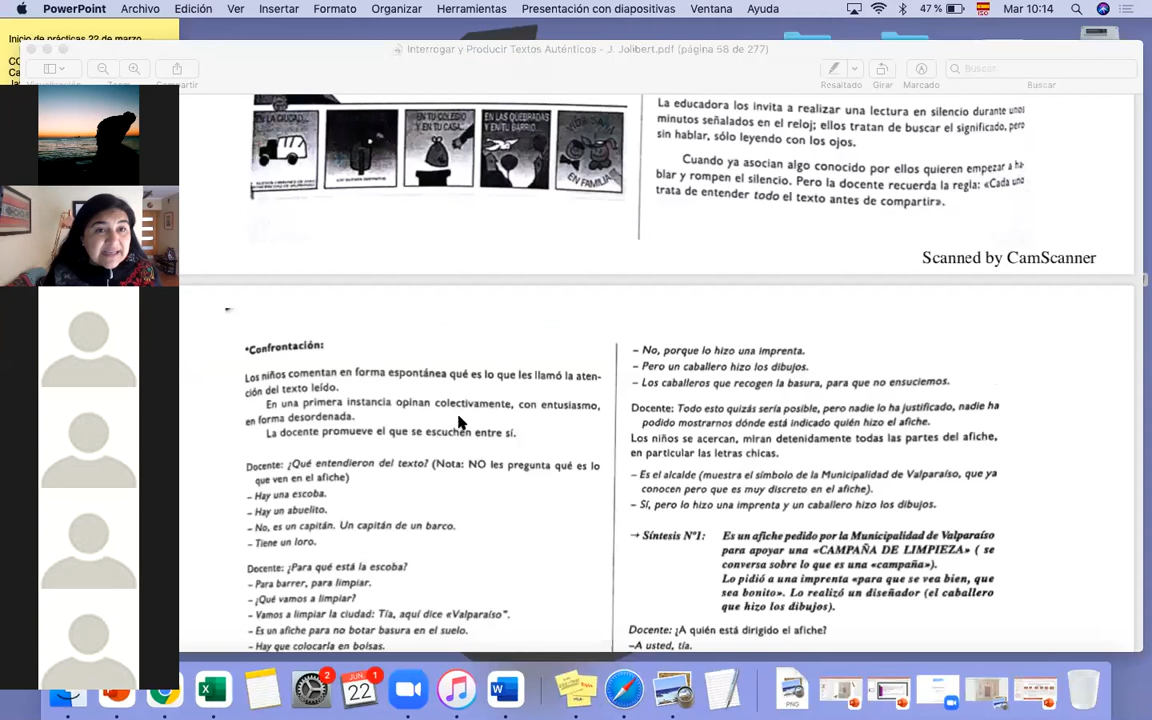 PowerPoint Archivo Edición Ver Insertar Formato Organizar Herramientas Presentación con diapositivas Ventana Ayuda 47 % Mar 10:14
Inicio de prácticas 22 de marzo
Interrogar y Producir Textos Auténticos - J. Jolibert.pdf (página 58 de 277)
Compartir
Buscar
Resaltado Girar Marcado Buscar
EN LA CIUDAD...
EN TU COLEGIO
Y EN TU CASA...
EN LAS QUEBRADAS
Y EN TU BARRIO...
VIDA SANA
EN FAMILIA
La educadora los invita a realizar una lectura en silencio durante unos
minutos señalados en el reloj; ellos tratan de buscar el significado, pero
sin hablar, sólo leyendo con los ojos.
Cuando ya asocian algo conocido por ellos quieren empezar a ha-
blar y rompen el silencio. Pero la docente recuerda la regla: «Cada uno
trata de entender todo el texto antes de compartir».
Scanned by CamScanner
•Confrontación:
Los niños comentan en forma espontánea qué es lo que les llamó la aten-
ción del texto leído.
En una primera instancia opinan colectivamente, con entusiasmo,
en forma desordenada.
La docente promueve el que se escuchen entre sí.
Docente: ¿Qué entendieron del texto? (Nota: NO les pregunta qué es lo
que ven en el afiche)
– Hay una escoba.
– Hay un abuelito.
– No, es un capitán. Un capitán de un barco.
– Tiene un loro.
Docente: ¿Para qué está la escoba?
– Para barrer, para limpiar.
– ¿Qué vamos a limpiar?
– Vamos a limpiar la ciudad: Tía, aquí dice «Valparaíso".
– Es un afiche para no botar basura en el suelo.
– Hay que colocarla en bolsas.
– No, porque lo hizo una imprenta.
– Pero un caballero hizo los dibujos.
– Los caballeros que recogen la basura, para que no ensuciemos.
Docente: Todo esto quizás sería posible, pero nadie lo ha justificado, nadie ha
podido mostrarnos dónde está indicado quién hizo el afiche.
Los niños se acercan, miran detenidamente todas las partes del afiche,
en particular las letras chicas.
– Es el alcalde (muestra el símbolo de la Municipalidad de Valparaíso, que ya
conocen pero que es muy discreto en el afiche).
– Sí, pero lo hizo una imprenta y un caballero hizo los dibujos.
→ Síntesis Nº1: Es un afiche pedido por la Municipalidad de Valparaíso
para apoyar una «CAMPAÑA DE LIMPIEZA» ( se
conversa sobre lo que es una «campaña»).
Lo pidió a una imprenta «para que se vea bien, que
sea bonito». Lo realizó un diseñador (el caballero
que hizo los dibujos).
Docente: ¿A quién está dirigido el afiche?
–A usted, tía.
2
JUN
22
1
PNG